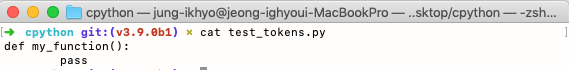 cpython — jung-ikhyo@jeong-ighyoui-MacBookPro — ..sktop/cpython — -zsh...
[➜  cpython git:(v3.9.0b1) ✗ cat test_tokens.py ]
def my_function():
        pass